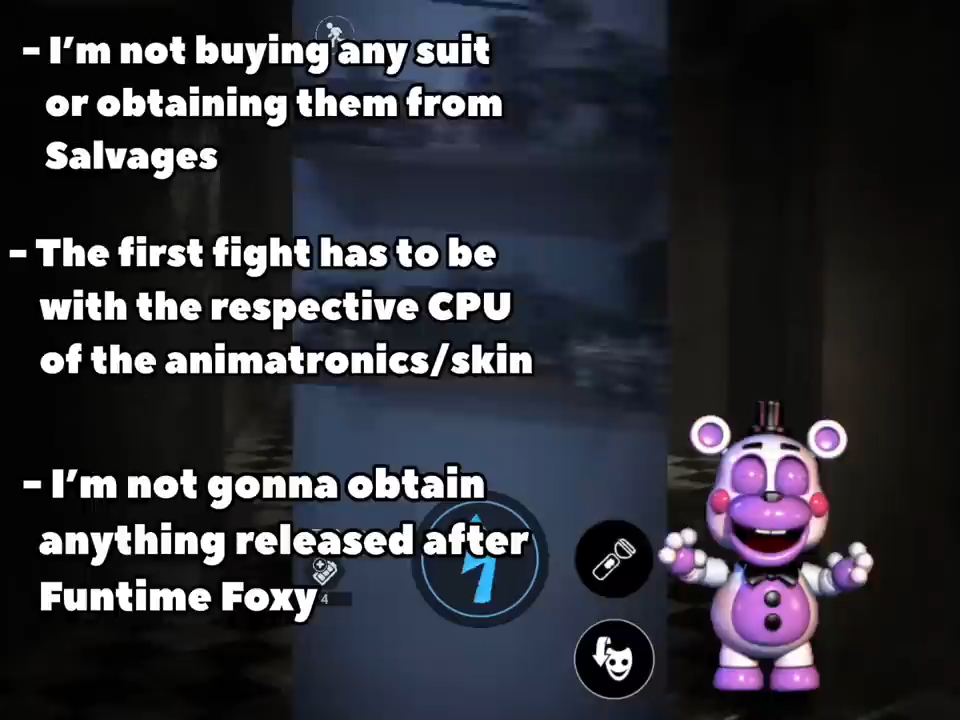 - I'm not buying any suit
or obtaining them from
Salvages
- The first fight has to be
with the respective CPU
of the animatronics/skin
- I'm not gonna obtain
anything released after
Funtime Foxy
4